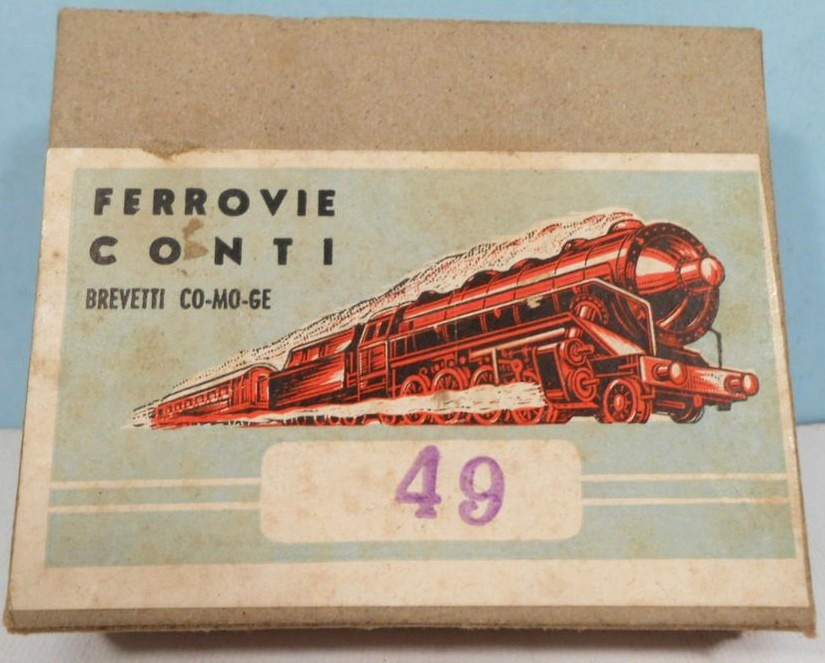 FERROVIE
CONTI
BREVETTI CO-MO-GE
49